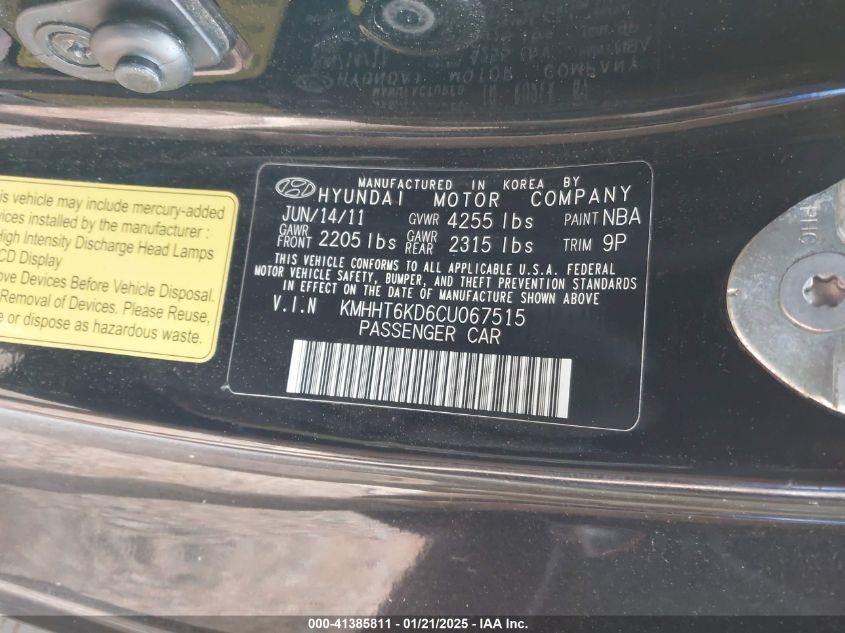 s vehicle may include mercury-added
vices installed by the manufacturer :
High Intensity Discharge Head Lamps
CD Display
ove Devices Before Vehicle Disposal.
Removal of Devices. Please Reuse,
e or dispose as hazardous waste.
MANUFACTURED IN KOREA BY
HYUNDAI MOTOR COMPANY
JUN/14/11 GVWR 4255 lbs PAINT NBA
GAWR FRONT 2205 lbs GAWR REAR 2315 lbs TRIM 9P
THIS VEHICLE CONFORMS TO ALL APPLICABLE U.S.A. FEDERAL
MOTOR VEHICLE SAFETY, BUMPER, AND THEFT PREVENTION STANDARDS
IN EFFECT ON THE DATE OF MANUFACTURE SHOWN ABOVE
V.I.N KMHHT6KD6CU067515
PASSENGER CAR
PHC
000-41385811 - 01/21/2025 - IAA Inc.